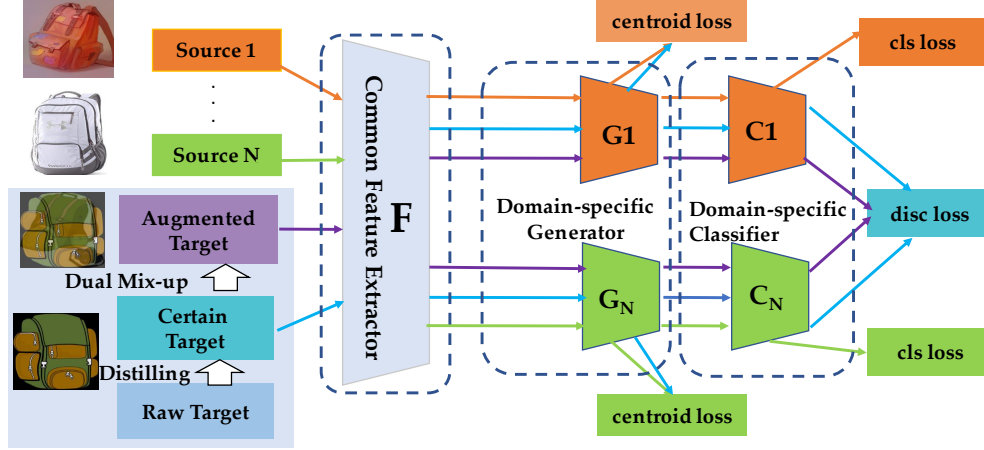 centroid loss
cls loss
Source 1
Source N
Common Feature Extractor
F
G1
C1
Augmented
Target
Domain-specific
Generator
Domain-specific
Classifier
disc loss
Dual Mix-up
Certain
Target
GN
CN
Distilling
Raw Target
cls loss
centroid loss